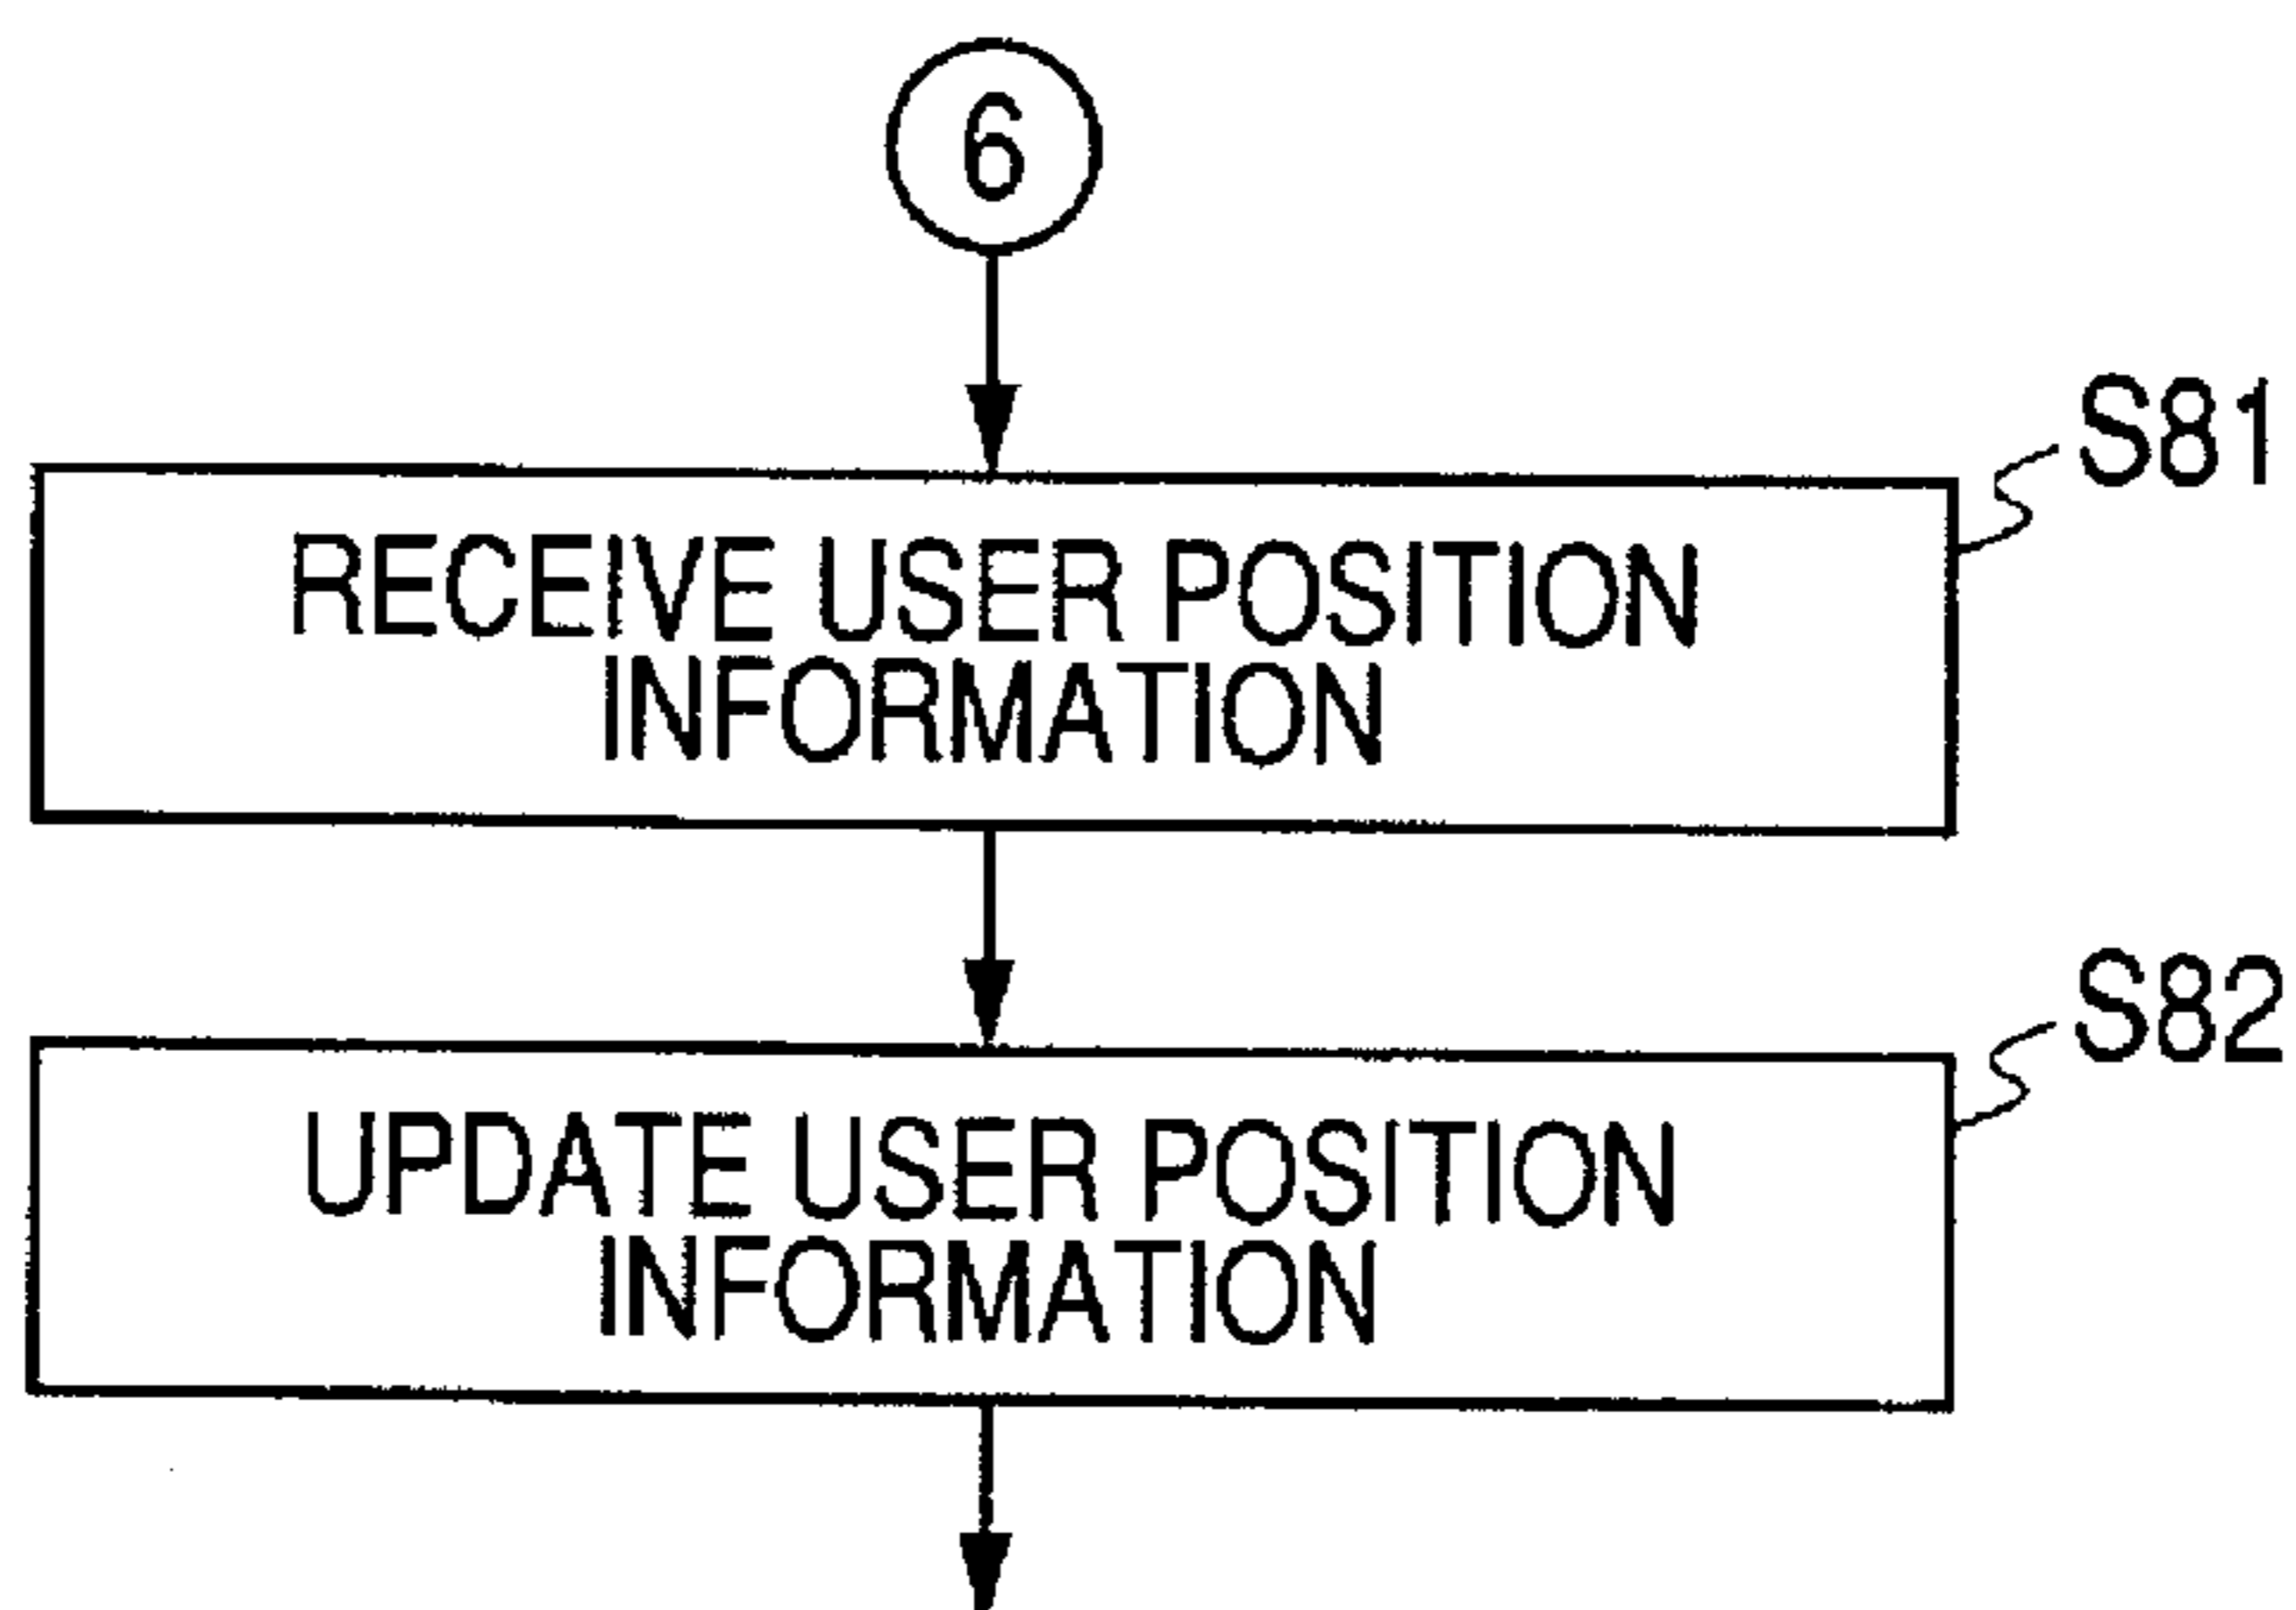 6
S81
RECEIVE USER POSITION
INFORMATION
S82
UPDATE USER POSITION
INFORMATION